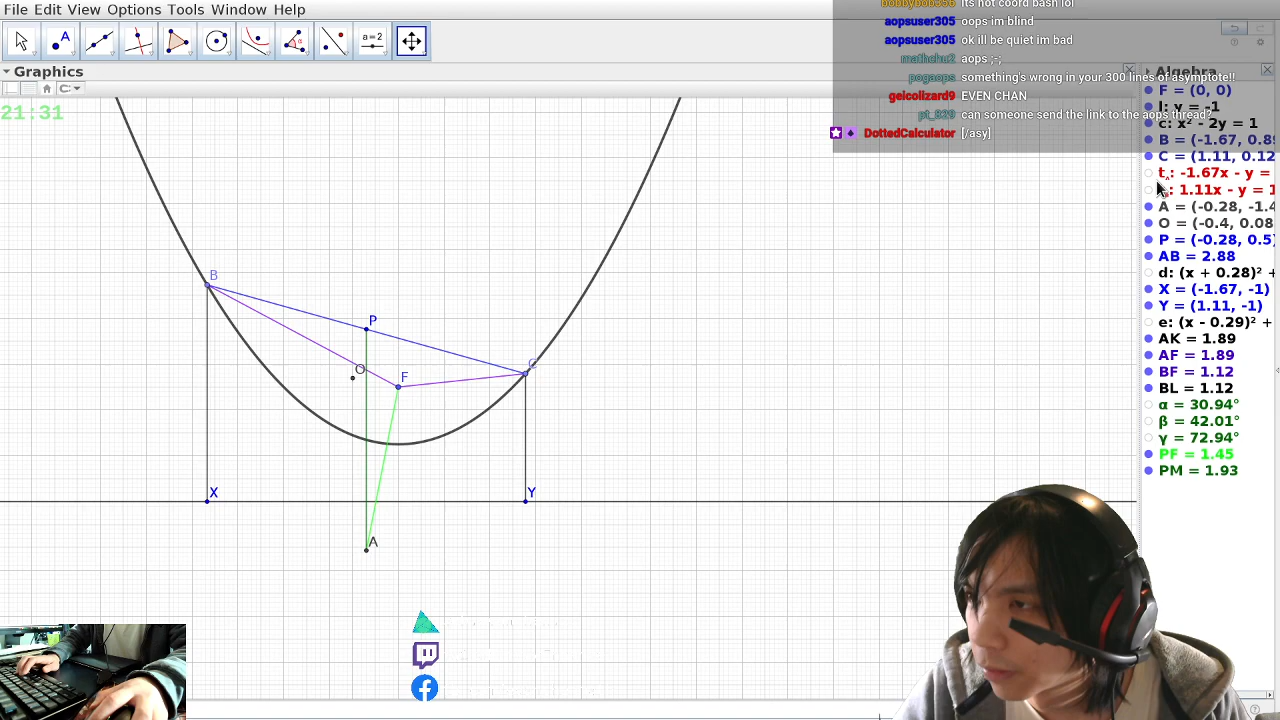 File Edit View Options Tools Window Help
bobbybob356 its not coord bash lol
aopsuser305 oops im blind
aopsuser305 ok ill be quiet im bad
mathchu2 aops ;-;
pogaops something's wrong in your 300 lines of asymptote!!
geicolizard9 EVEN CHAN
pt_829 can someone send the link to the aops thread?
DottedCalculator [/asy]
A
a=2
Graphics
21:31
Algebra
F = (0, 0)
l: y = -1
c: x² - 2y = 1
B = (-1.67, 0.8
C = (1.11, 0.12
: -1.67x - y =
: 1.11x - y = 1
A = (-0.28, -1.4
O = (-0.4, 0.08
P = (-0.28, 0.5)
AB = 2.88
d: (x + 0.28)² +
X = (-1.67, -1)
Y = (1.11, -1)
e: (x - 0.29)² +
AK = 1.89
AF = 1.89
BF = 1.12
BL = 1.12
α = 30.94°
β = 42.01°
γ = 72.94°
PF = 1.45
PM = 1.93
B
P
O
F
C
X
Y
A